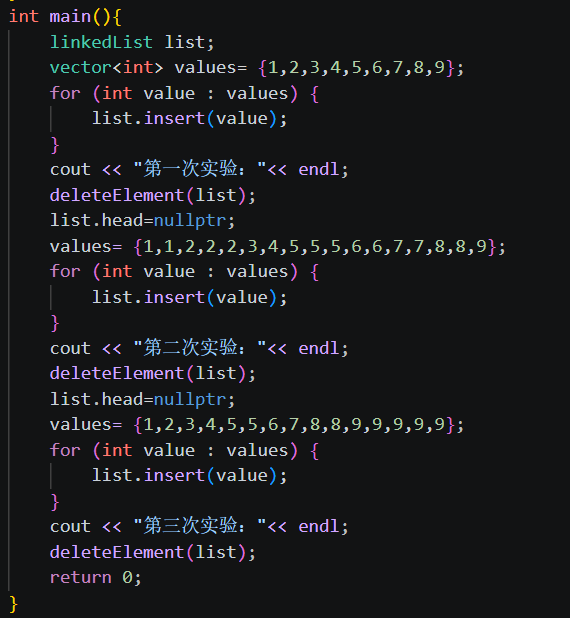 int main(){
    linkedList list;
    vector<int> values= {1,2,3,4,5,6,7,8,9};
    for (int value : values) {
        list.insert(value);
    }
    cout << "第一次实验："<< endl;
    deleteElement(list);
    list.head=nullptr;
    values= {1,1,2,2,2,3,4,5,5,5,6,6,7,7,8,8,9};
    for (int value : values) {
        list.insert(value);
    }
    cout << "第二次实验："<< endl;
    deleteElement(list);
    list.head=nullptr;
    values= {1,2,3,4,5,5,6,7,8,8,9,9,9,9,9};
    for (int value : values) {
        list.insert(value);
    }
    cout << "第三次实验："<< endl;
    deleteElement(list);
    return 0;
}